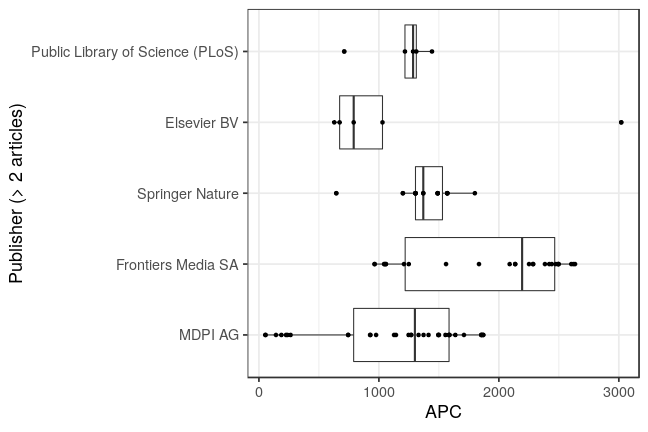 Public Library of Science (PLoS)
Elsevier BV
Springer Nature
Frontiers Media SA
MDPI AG
Publisher (> 2 articles)
0 1000 2000 3000
APC